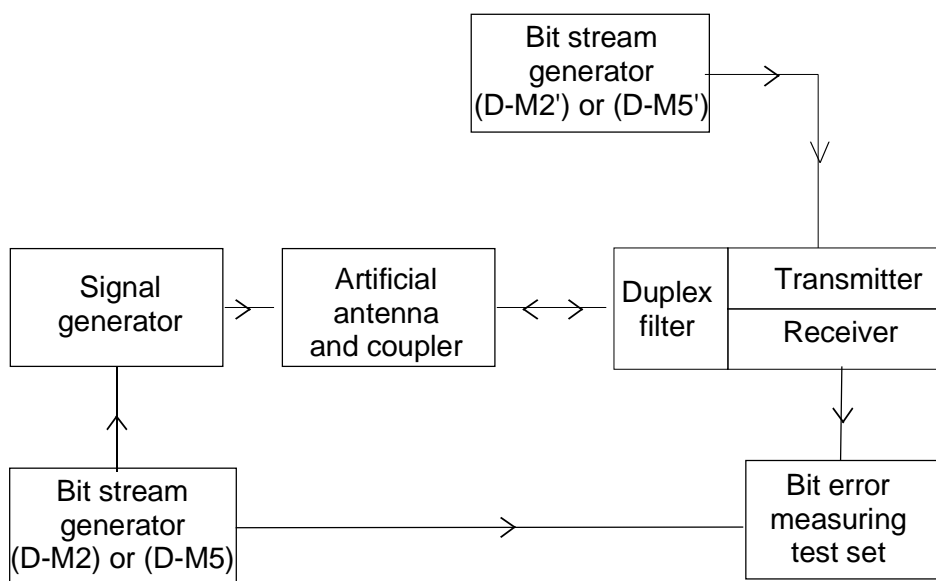 Bit stream
generator
(D-M2') or (D-M5')
Signal
generator
Artificial
antenna
and coupler
Duplex
filter
Transmitter
Receiver
Bit stream
generator
(D-M2) or (D-M5)
Bit error
measuring
test set